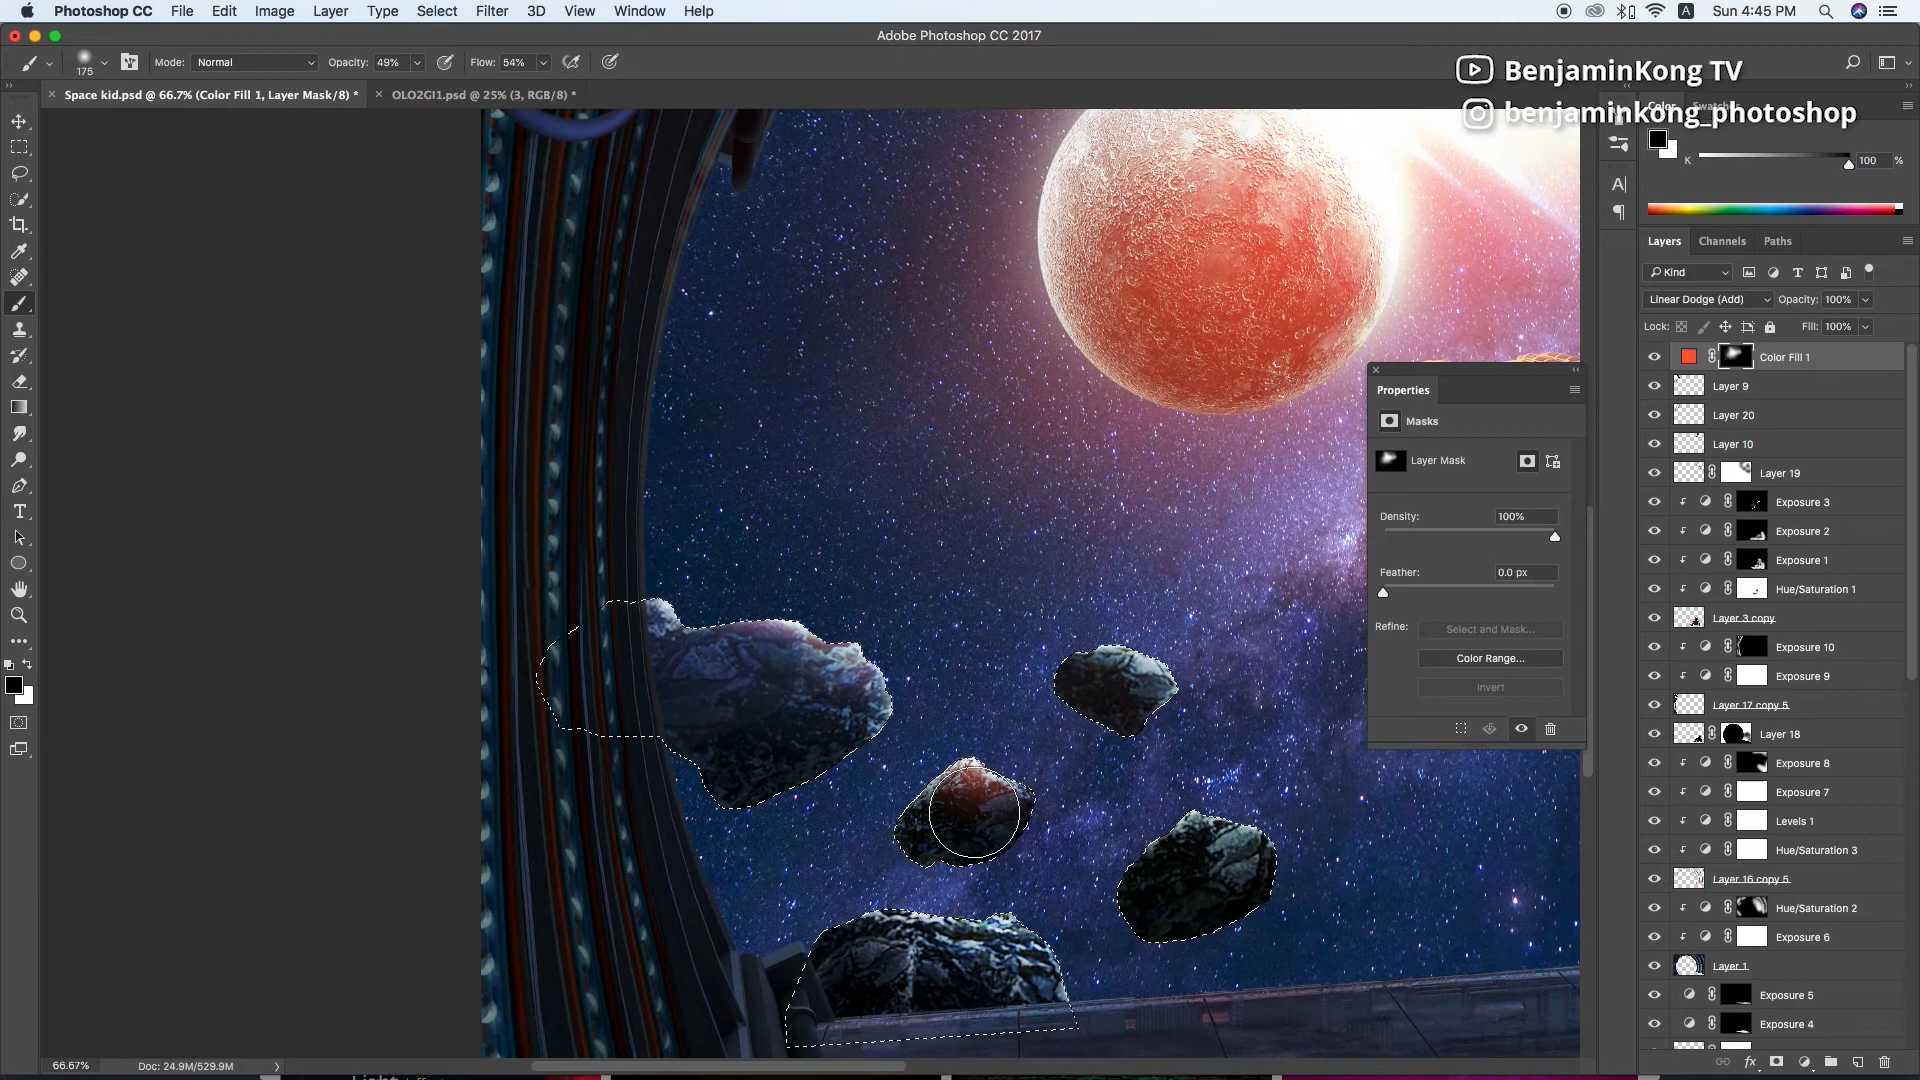 Photoshop CC File Edit Image Layer Type Select Filter 3D View Window Help A Sun 4:45 PM
Adobe Photoshop CC 2017
175 Mode: Normal Opacity: 49% Flow: 54%
BenjaminKong TV
benjaminkong_photoshop
× Space kid.psd @ 66.7% (Color Fill 1, Layer Mask/8) * × OLO2GI1.psd @ 25% (3, RGB/8) *
Color Swatches
K 100 %
Layers Channels Paths
Kind
Linear Dodge (Add) Opacity: 100%
Lock: Fill: 100%
Color Fill 1
Layer 9
Layer 20
Layer 10
Layer 19
Exposure 3
Exposure 2
Exposure 1
Hue/Saturation 1
Layer 3 copy
Exposure 10
Exposure 9
Layer 17 copy 5
Layer 18
Exposure 8
Exposure 7
Levels 1
Hue/Saturation 3
Layer 16 copy 5
Hue/Saturation 2
Exposure 6
Layer 1
Exposure 5
Exposure 4
Properties
Masks
Layer Mask
Density: 100%
Feather: 0.0 px
Refine: Select and Mask...
Color Range...
Invert
66.67% Doc: 24.9M/529.9M